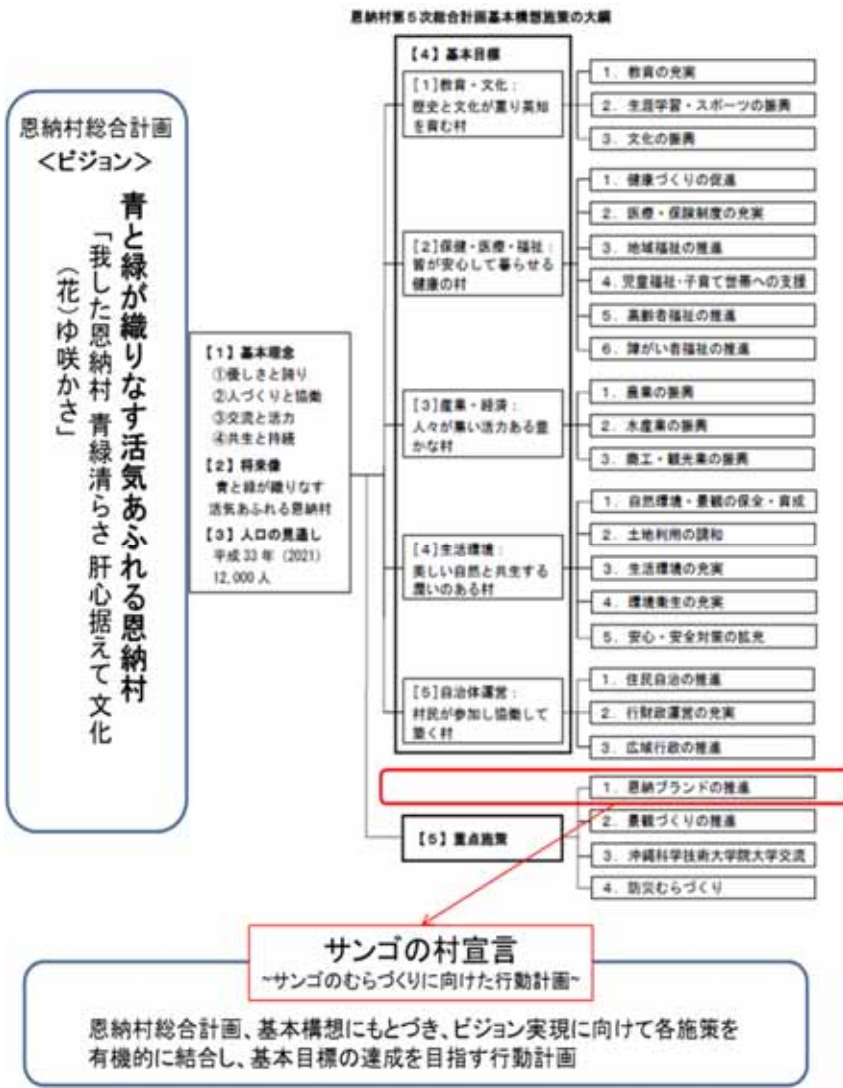 恩納村第5次総合計画基本構想施策の大綱
恩納村総合計画
＜ビジョン＞
青と緑が織りなす活気あふれる恩納村
「我した恩納村 青緑清らさ 肝心据えて 文化
（花）ゆ咲かさ」
【1】基本理念
①優しさと誇り
②人づくりと協働
③交流と活力
④共生と持続
【2】将来像
青と緑が織りなす
活気あふれる恩納村
【3】人口の見通し
平成33年（2021）
12,000人
【4】基本目標
[1]教育・文化：
歴史と文化が薫り英知
を育む村
1．教育の充実
2．生涯学習・スポーツの振興
3．文化の振興
[2]保健・医療・福祉：
皆が安心して暮らせる
健康の村
1．健康づくりの促進
2．医療・保険制度の充実
3．地域福祉の推進
4．児童福祉・子育て世帯への支援
5．高齢者福祉の推進
6．障がい者福祉の推進
[3]産業・経済：
人々が集い活力ある豊
かな村
1．農業の振興
2．水産業の振興
3．商工・観光業の振興
[4]生活環境：
美しい自然と共生する
潤いのある村
1．自然環境・景観の保全・育成
2．土地利用の調和
3．生活環境の充実
4．環境衛生の充実
5．安心・安全対策の拡充
[5]自治体運営：
村民が参加し協働して
築く村
1．住民自治の推進
2．行財政運営の充実
3．広域行政の推進
【5】重点施策
1．恩納ブランドの推進
2．景観づくりの推進
3．沖縄科学技術大学院大学交流
4．防災むらづくり
サンゴの村宣言
~サンゴのむらづくりに向けた行動計画~
恩納村総合計画、基本構想にもとづき、ビジョン実現に向けて各施策を
有機的に結合し、基本目標の達成を目指す行動計画